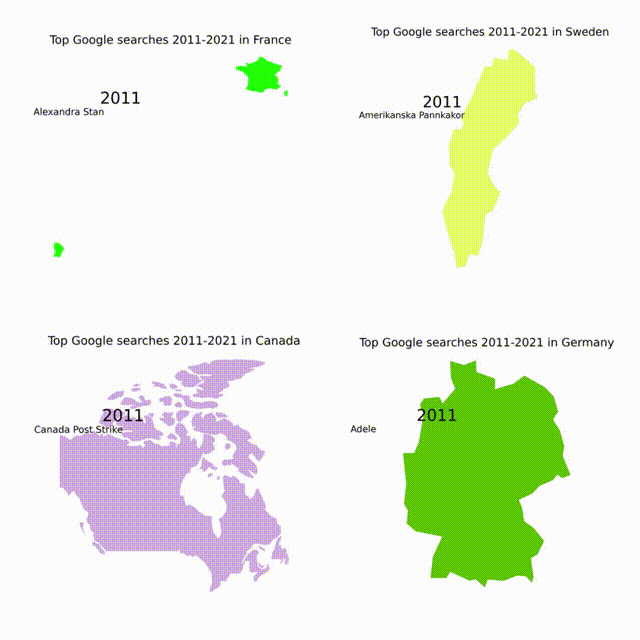 Top Google searches 2011-2021 in France
2011
Alexandra Stan
Top Google searches 2011-2021 in Sweden
2011
Amerikanska Pannkakor
Top Google searches 2011-2021 in Canada
2011
Canada Post Strike
Top Google searches 2011-2021 in Germany
2011
Adele